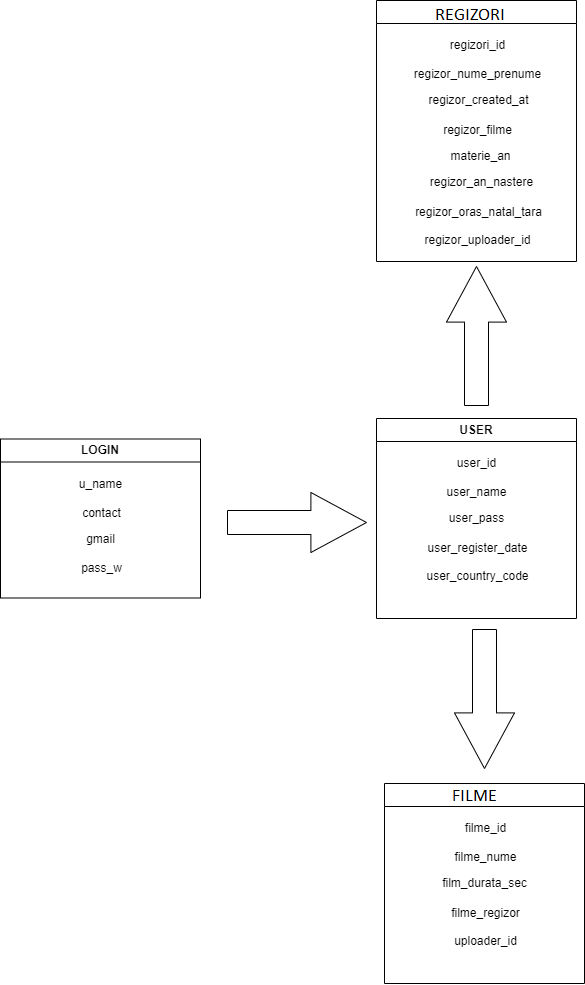 REGIZORI
regizori_id
regizor_nume_prenume
regizor_created_at
regizor_filme
materie_an
regizor_an_nastere
regizor_oras_natal_tara
regizor_uploader_id
LOGIN
u_name
contact
gmail
pass_w
USER
user_id
user_name
user_pass
user_register_date
user_country_code
FILME
filme_id
filme_nume
film_durata_sec
filme_regizor
uploader_id